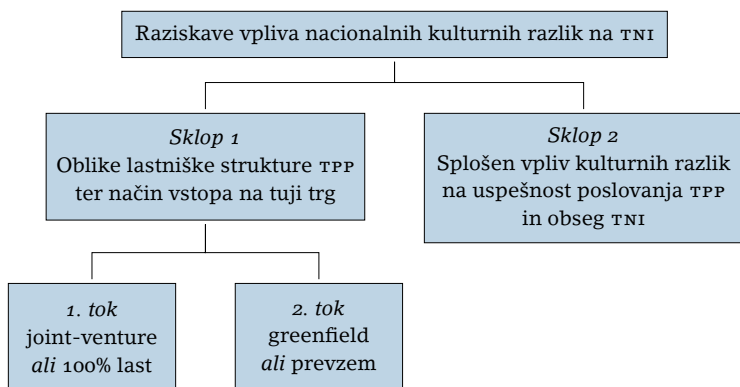 Raziskave vpliva nacionalnih kulturnih razlik na TNI
Sklop 1
Oblike lastniške strukture TPP
ter način vstopa na tuji trg
Sklop 2
Splošen vpliv kulturnih razlik
na uspešnost poslovanja TPP
in obseg TNI
1. tok
joint-venture
ali 100% last
2. tok
greenfield
ali prevzem